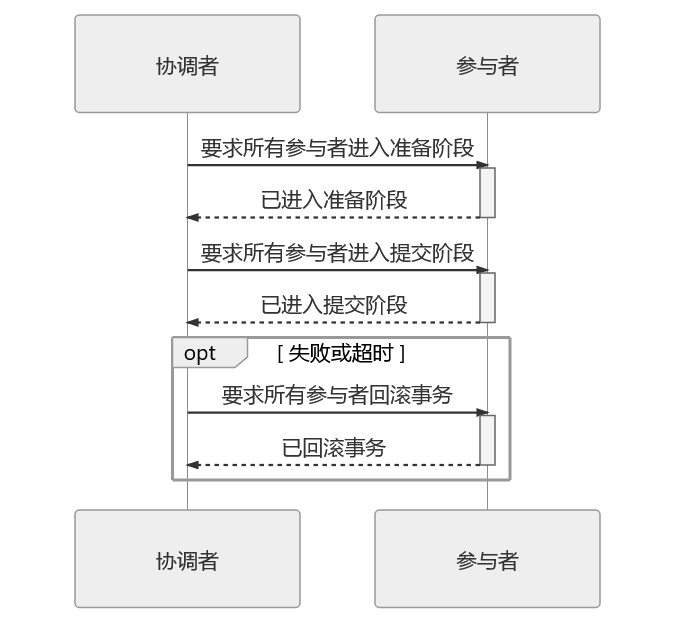 协调者
参与者
要求所有参与者进入准备阶段
已进入准备阶段
要求所有参与者进入提交阶段
已进入提交阶段
opt [ 失败或超时 ]
要求所有参与者回滚事务
已回滚事务
协调者
参与者